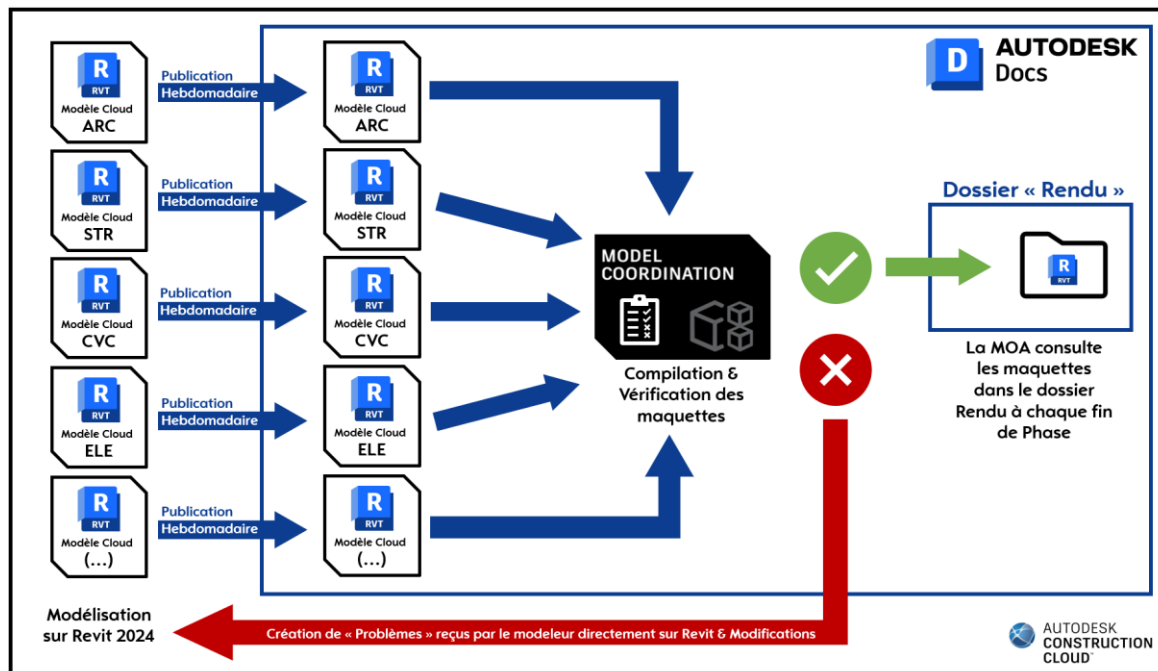 R
RVT
Modèle Cloud
ARC
Publication
Hebdomadaire
R
RVT
Modèle Cloud
ARC
D
AUTODESK
Docs
R
RVT
Modèle Cloud
STR
Publication
Hebdomadaire
R
RVT
Modèle Cloud
STR
R
RVT
Modèle Cloud
CVC
Publication
Hebdomadaire
R
RVT
Modèle Cloud
CVC
R
RVT
Modèle Cloud
ELE
Publication
Hebdomadaire
R
RVT
Modèle Cloud
ELE
R
RVT
Modèle Cloud
(...)
Publication
Hebdomadaire
R
RVT
Modèle Cloud
(...)
MODEL
COORDINATION
Compilation &
Vérification des
maquettes
Dossier « Rendu »
R
RVT
La MOA consulte
les maquettes
dans le dossier
Rendu à chaque fin
de Phase
Modélisation
sur Revit 2024
Création de « Problèmes » reçus par le modeleur directement sur Revit & Modifications
AUTODESK
CONSTRUCTION
CLOUD™